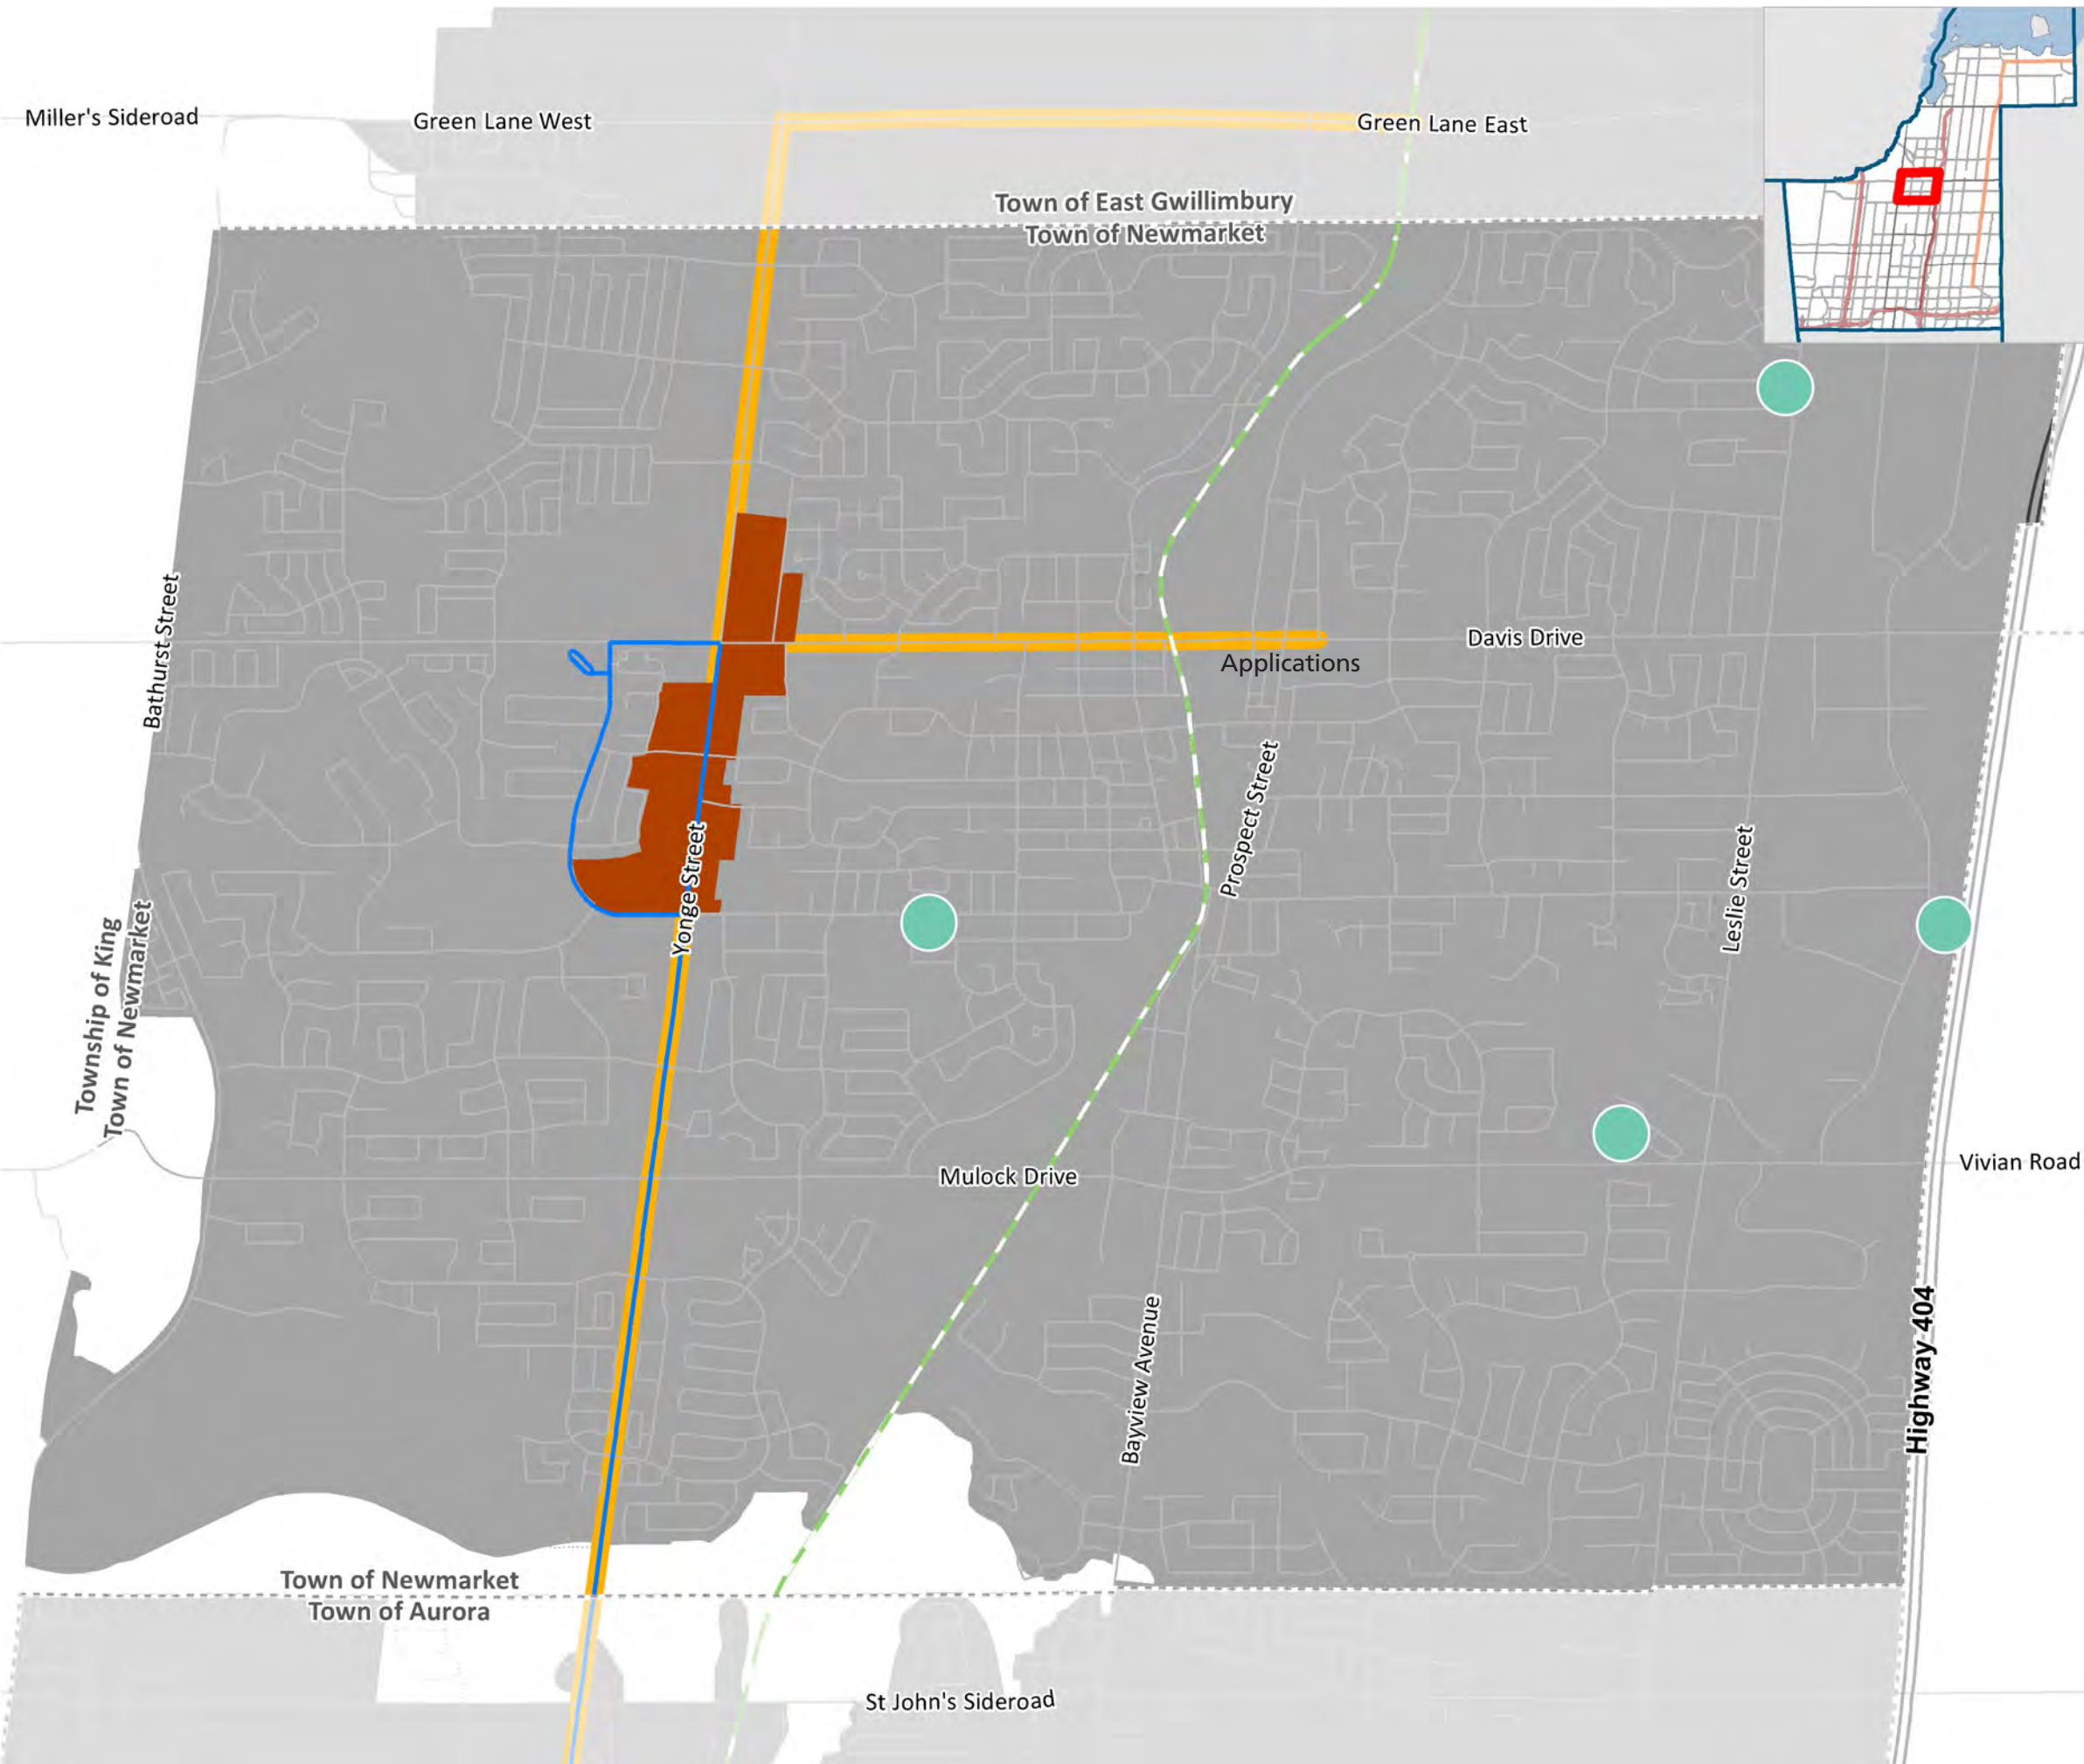 Miller's Sideroad
Green Lane West
Green Lane East
Town of East Gwillimbury
Town of Newmarket
Bathurst Street
Davis Drive
Applications
Prospect Street
Yonge Street
Leslie Street
Township of King
Town of Newmarket
Mulock Drive
Vivian Road
Bayview Avenue
Highway 404
Town of Newmarket
Town of Aurora
St John's Sideroad